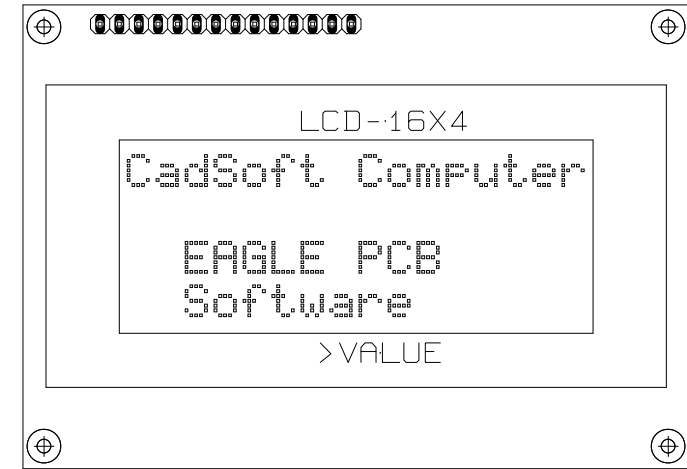 LCD-16X4
CadSoft Computer
EAGLE PCB
Software
>VALUE